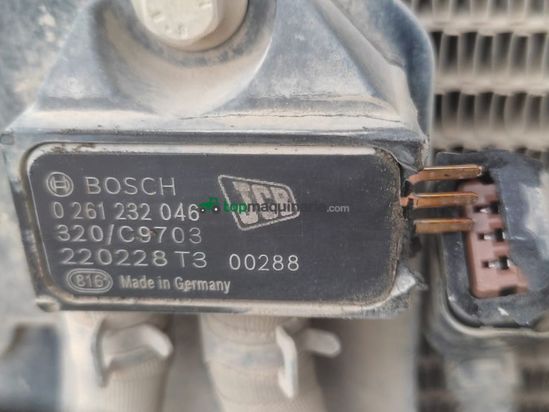 BOSCH
0 261 232 046
JCB
320/C9703
220228 T3 00288
816 Made in Germany
topmaquinaria.com